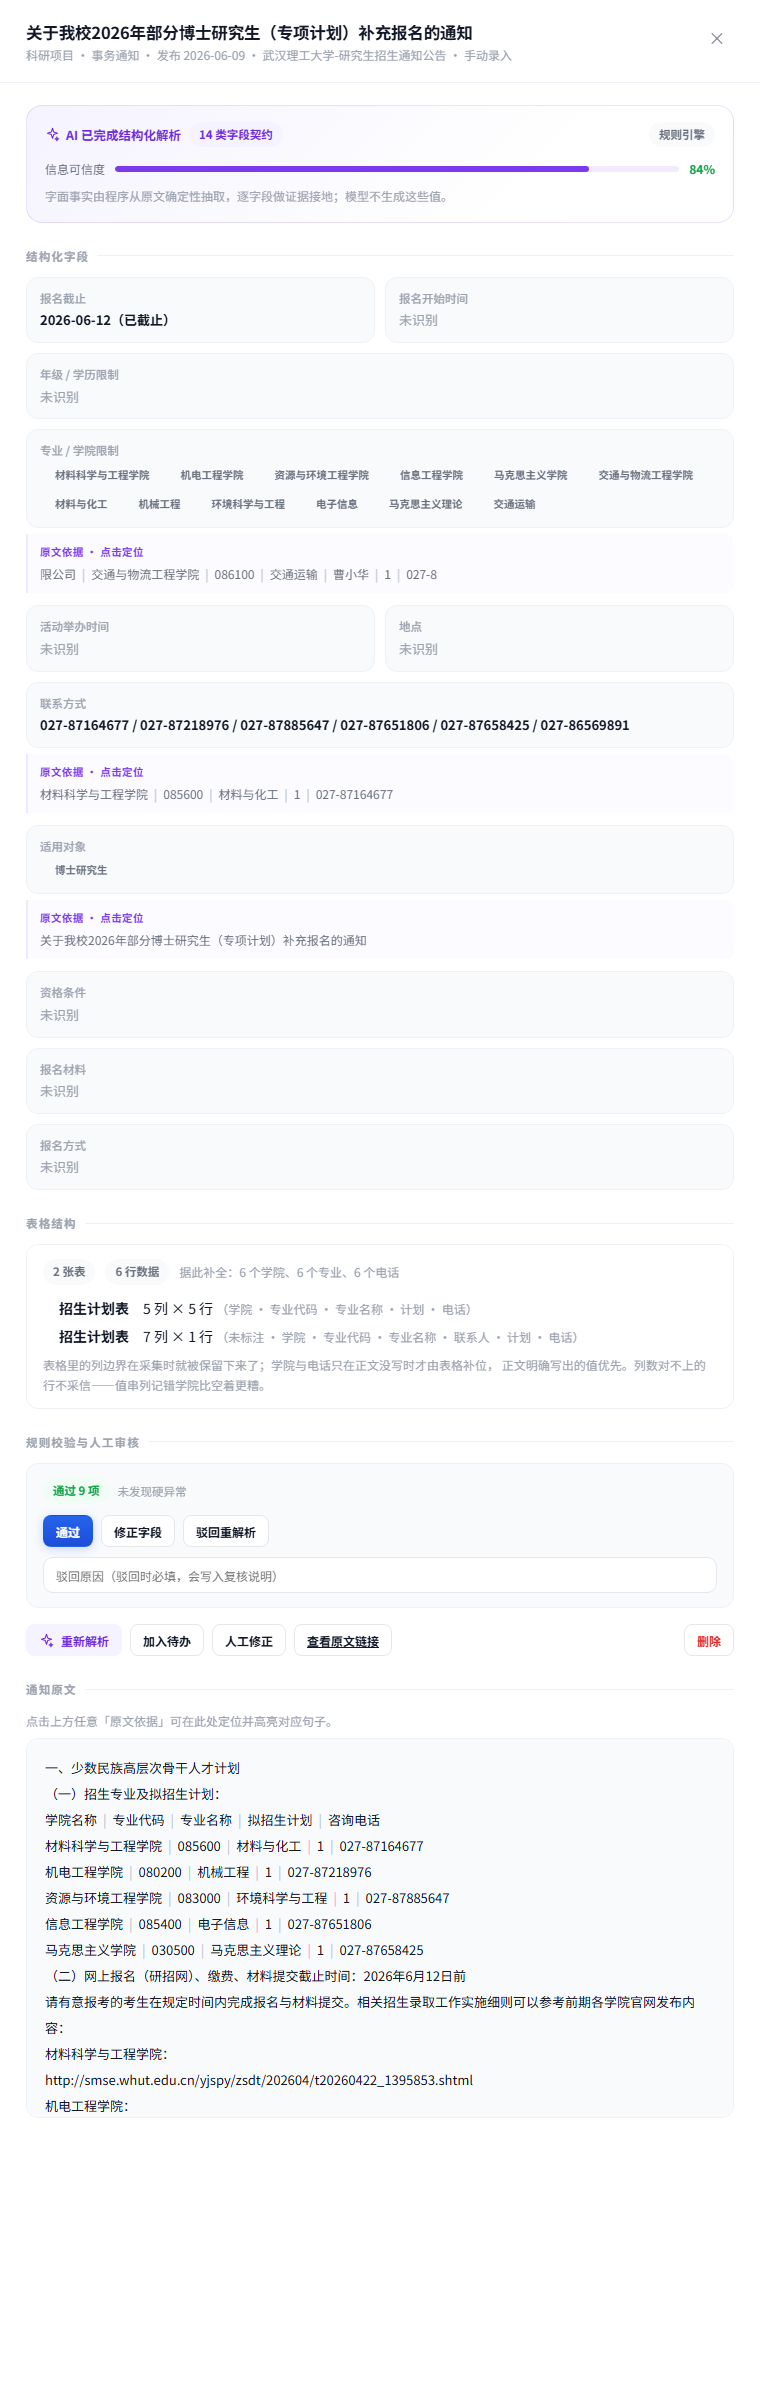 关于我校2026年部分博士研究生（专项计划）补充报名的通知
科研项目 · 事务通知 · 发布 2026-06-09 · 武汉理工大学-研究生招生通知公告 · 手动录入
AI 已完成结构化解析 14 类字段契约 规则引擎
信息可信度 84%
字面事实由程序从原文确定性抽取，逐字段做证据接地；模型不生成这些值。
结构化字段
报名截止
2026-06-12（已截止）
报名开始时间
未识别
年级 / 学历限制
未识别
专业 / 学院限制
材料科学与工程学院 机电工程学院 资源与环境工程学院 信息工程学院 马克思主义学院 交通与物流工程学院
材料与化工 机械工程 环境科学与工程 电子信息 马克思主义理论 交通运输
原文依据 · 点击定位
限公司 | 交通与物流工程学院 | 086100 | 交通运输 | 曹小华 | 1 | 027-8
活动举办时间
未识别
地点
未识别
联系方式
027-87164677 / 027-87218976 / 027-87885647 / 027-87651806 / 027-87658425 / 027-86569891
原文依据 · 点击定位
材料科学与工程学院 | 085600 | 材料与化工 | 1 | 027-87164677
适用对象
博士研究生
原文依据 · 点击定位
关于我校2026年部分博士研究生（专项计划）补充报名的通知
资格条件
未识别
报名材料
未识别
报名方式
未识别
表格结构
2 张表 6 行数据 据此补全：6 个学院、6 个专业、6 个电话
招生计划表 5 列 × 5 行 （学院 · 专业代码 · 专业名称 · 计划 · 电话）
招生计划表 7 列 × 1 行 （未标注 · 学院 · 专业代码 · 专业名称 · 联系人 · 计划 · 电话）
表格里的列边界在采集时就被保留下来了；学院与电话只在正文没写时才由表格补位， 正文明确写出的值优先。列数对不上的
行不采信——值串列记错学院比空着更糟。
规则校验与人工审核
通过 9 项 未发现硬异常
通过 修正字段 驳回重解析
驳回原因（驳回时必填，会写入复核说明）
重新解析 加入待办 人工修正 查看原文链接 删除
通知原文
点击上方任意「原文依据」可在此处定位并高亮对应句子。
一、少数民族高层次骨干人才计划
（一）招生专业及拟招生计划：
学院名称 | 专业代码 | 专业名称 | 拟招生计划 | 咨询电话
材料科学与工程学院 | 085600 | 材料与化工 | 1 | 027-87164677
机电工程学院 | 080200 | 机械工程 | 1 | 027-87218976
资源与环境工程学院 | 083000 | 环境科学与工程 | 1 | 027-87885647
信息工程学院 | 085400 | 电子信息 | 1 | 027-87651806
马克思主义学院 | 030500 | 马克思主义理论 | 1 | 027-87658425
（二）网上报名（研招网）、缴费、材料提交截止时间：2026年6月12日前
请有意报考的考生在规定时间内完成报名与材料提交。相关招生录取工作实施细则可以参考前期各学院官网发布内
容：
材料科学与工程学院：
http://smse.whut.edu.cn/yjspy/zsdt/202604/t20260422_1395853.shtml
机电工程学院：